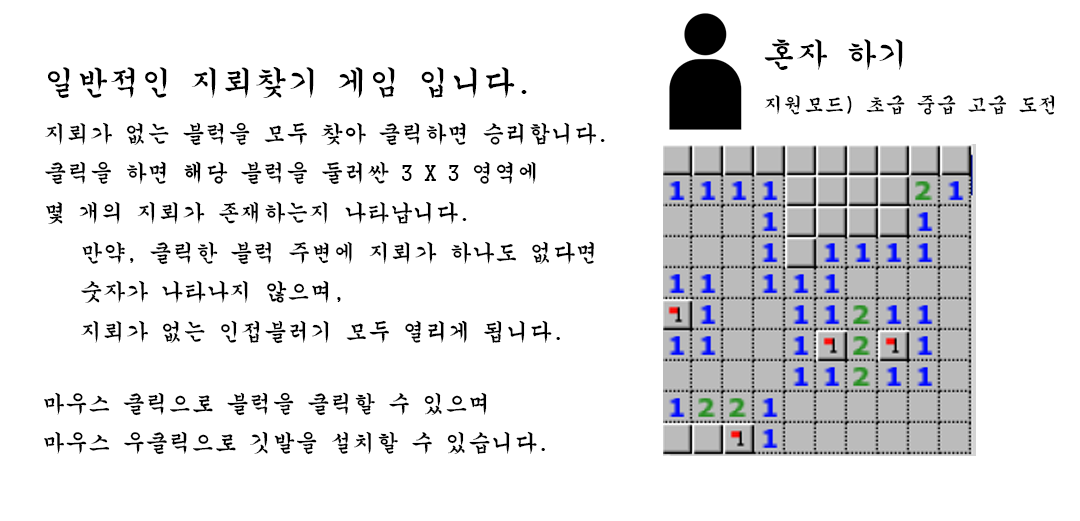 일반적인 지뢰찾기 게임 입니다.
지뢰가 없는 블럭을 모두 찾아 클릭하면 승리합니다.
클릭을 하면 해당 블럭을 둘러싼 3 X 3 영역에
몇 개의 지뢰가 존재하는지 나타납니다.
만약, 클릭한 블럭 주변에 지뢰가 하나도 없다면
숫자가 나타나지 않으며,
지뢰가 없는 인접블러기 모두 열리게 됩니다.
마우스 클릭으로 블럭을 클릭할 수 있으며
마우스 우클릭으로 깃발을 설치할 수 있습니다.
혼자 하기
지원모드) 초급 중급 고급 도전
1 1 1 1 2 1
1 1
1 1 1 1 1
1 1 1 1 1
1 1 1 2 1 1
1 1 1 2 1
1 1 2 1 1
1 2 2 1
1